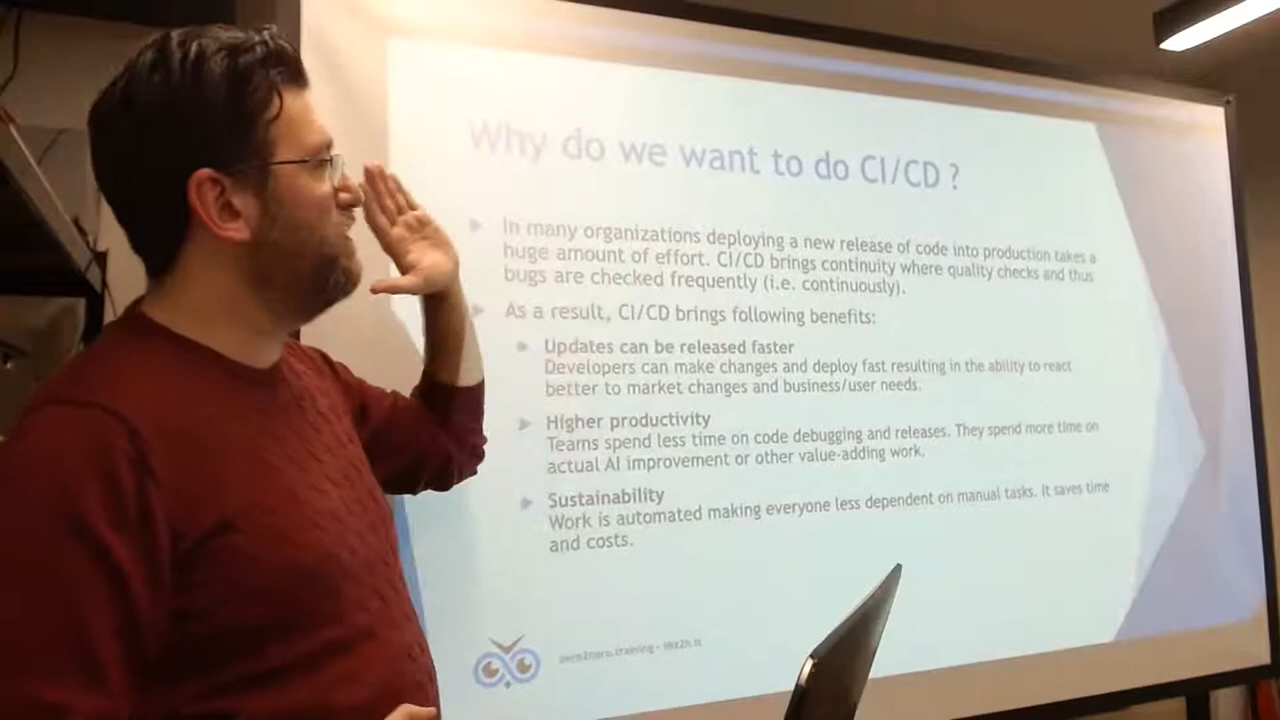 Why do we want to do CI/CD ?
In many organizations deploying a new release of code into production takes a
huge amount of effort. CI/CD brings continuity where quality checks and thus
bugs are checked frequently (i.e. continuously).
As a result, CI/CD brings following benefits:
Updates can be released faster
Developers can make changes and deploy fast resulting in the ability to react
better to market changes and business/user needs.
Higher productivity
Teams spend less time on code debugging and releases. They spend more time on
actual AI improvement or other value-adding work.
Sustainability
Work is automated making everyone less dependent on manual tasks. It saves time
and costs.